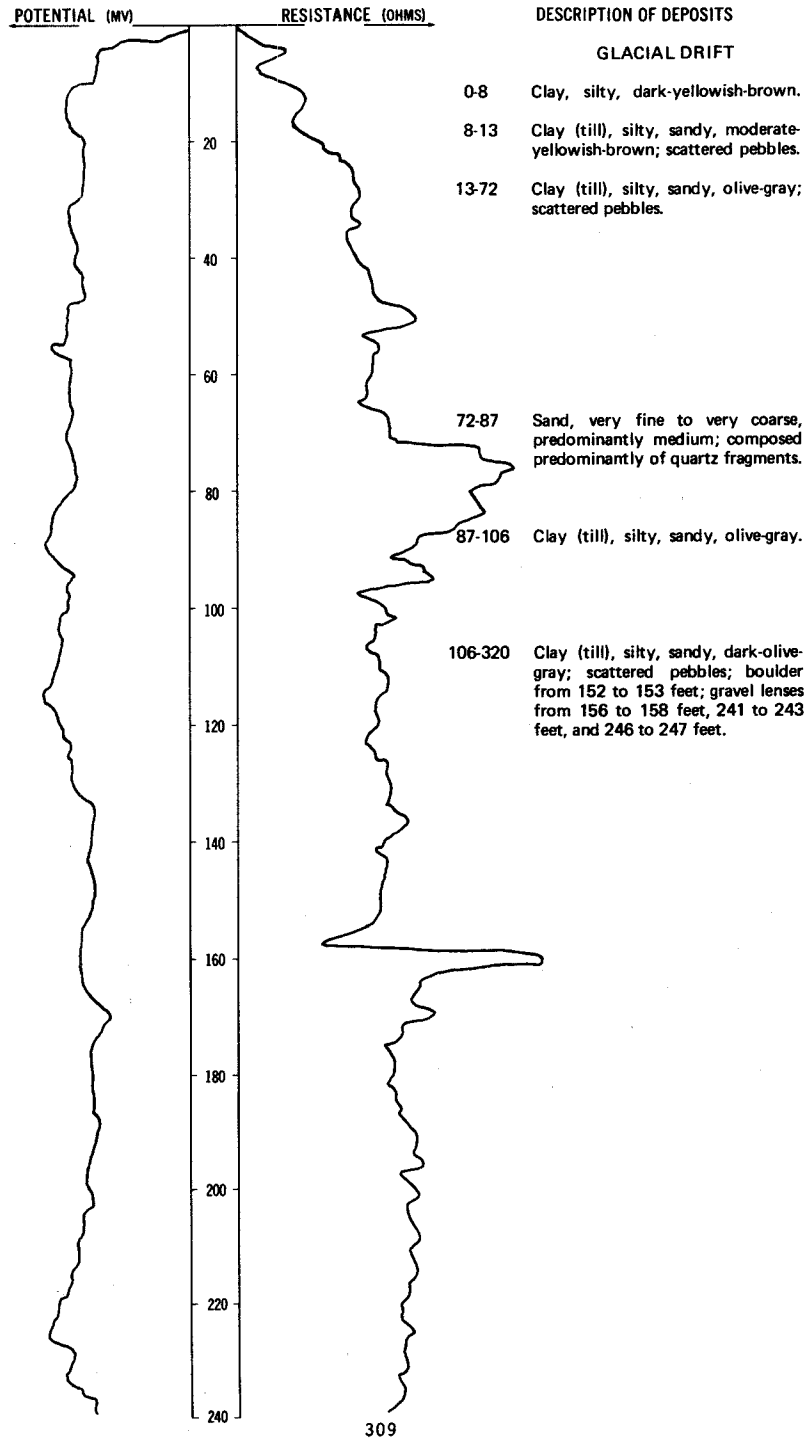 POTENTIAL (MV) RESISTANCE (OHMS) DESCRIPTION OF DEPOSITS
GLACIAL DRIFT
0-8 Clay, silty, dark-yellowish-brown.
8-13 Clay (till), silty, sandy, moderate-
yellowish-brown; scattered pebbles.
20
13-72 Clay (till), silty, sandy, olive-gray;
scattered pebbles.
40
60
72-87 Sand, very fine to very coarse,
predominantly medium; composed
predominantly of quartz fragments.
80
87-106 Clay (till), silty, sandy, olive-gray.
100
106-320 Clay (till), silty, sandy, dark-olive-
gray; scattered pebbles; boulder
from 152 to 153 feet; gravel lenses
from 156 to 158 feet, 241 to 243
feet, and 246 to 247 feet.
120
140
160
180
200
220
240
309